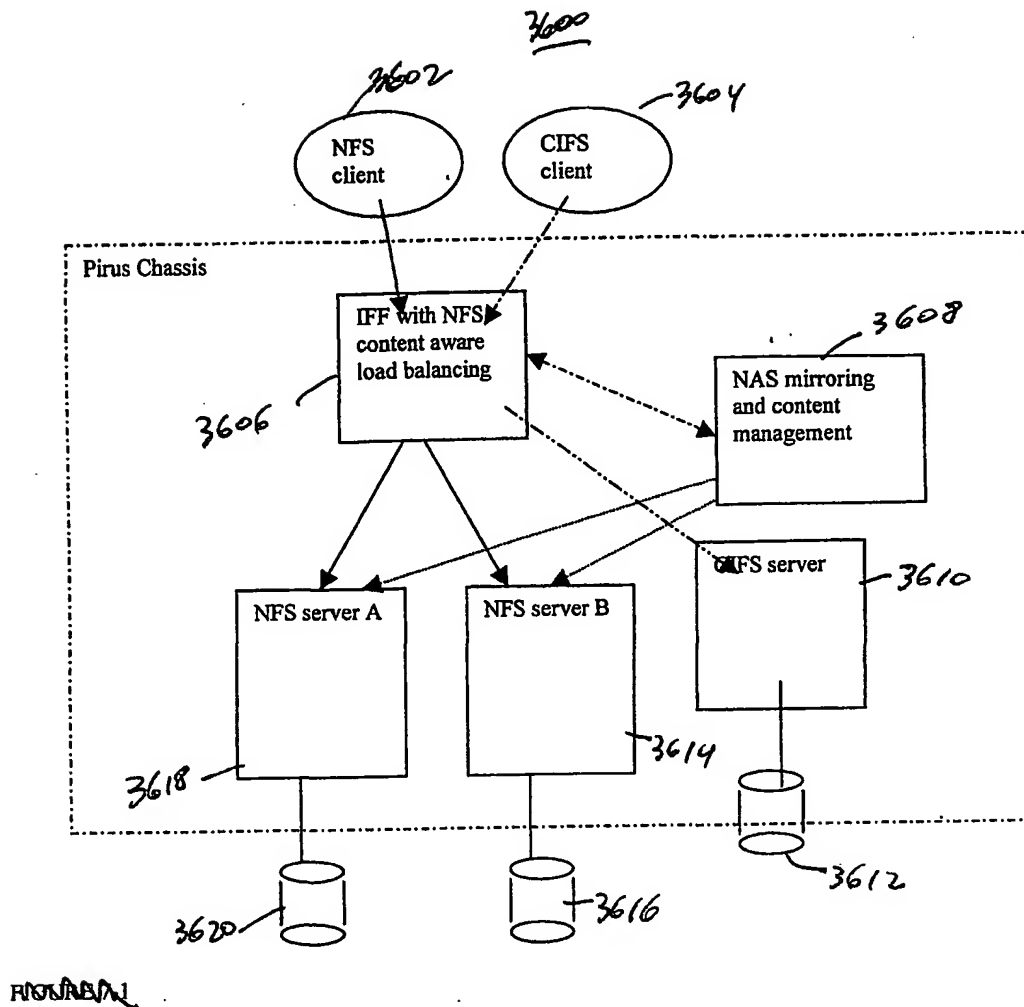 3600
3602
3604
NFS
client
CIFS
client
Pirus Chassis
IFF with NFS
content aware
load balancing
3606
3608
NAS mirroring
and content
management
NFS server A
NFS server B
CIFS server
3610
3618
3614
3620
3616
3612